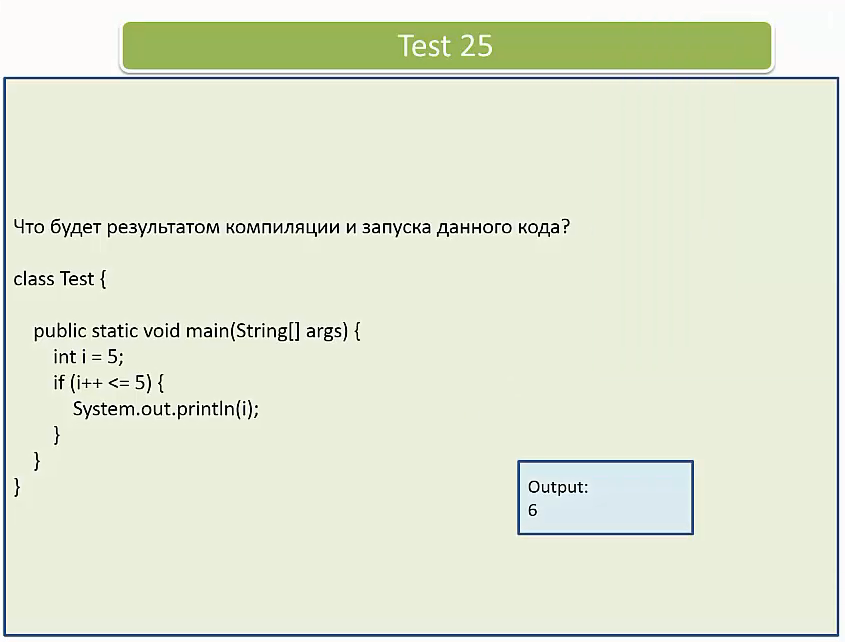 Test 25
Что будет результатом компиляции и запуска данного кода?
class Test {
public static void main(String[] args) {
int i = 5;
if (i++ <= 5) {
System.out.println(i);
}
}
}
Output:
6